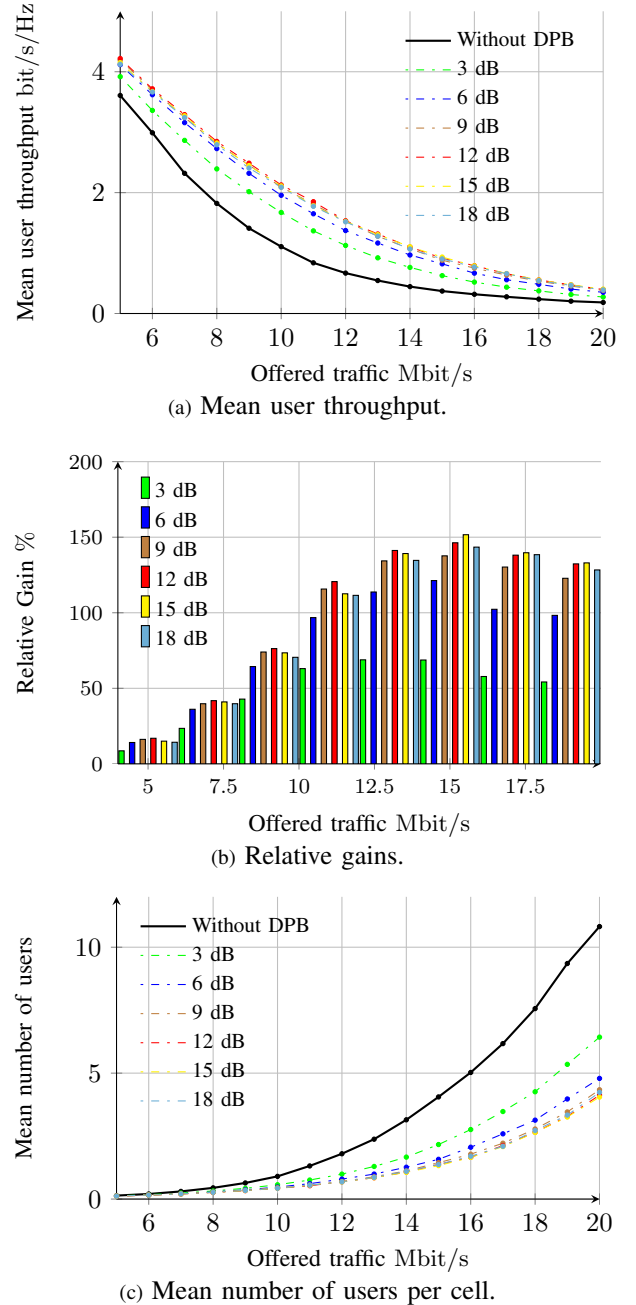 4
2
0
6 8 10 12 14 16 18 20
Mean user throughput bit/s/Hz
Without DPB
3 dB
6 dB
9 dB
12 dB
15 dB
18 dB
Offered traffic Mbit/s
(a) Mean user throughput.
200
150
100
50
0
5 7.5 10 12.5 15 17.5
Relative Gain %
3 dB
6 dB
9 dB
12 dB
15 dB
18 dB
Offered traffic Mbit/s
(b) Relative gains.
10
5
0
6 8 10 12 14 16 18 20
Mean number of users
Without DPB
3 dB
6 dB
9 dB
12 dB
15 dB
18 dB
Offered traffic Mbit/s
(c) Mean number of users per cell.